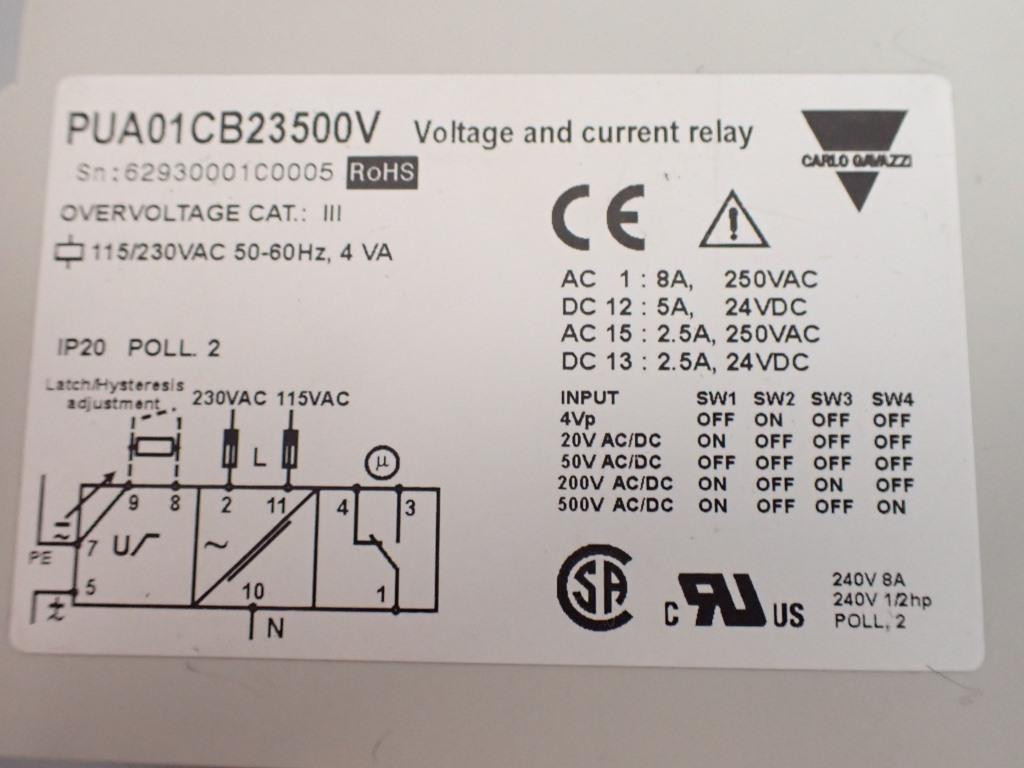 PUA01CB23500V Voltage and current relay
CARLO GAVAZZI
Sn:62930001C0005 RoHS
OVERVOLTAGE CAT.: III
115/230VAC 50-60Hz, 4 VA
CE
AC 1 : 8A, 250VAC
DC 12 : 5A, 24VDC
AC 15 : 2.5A, 250VAC
DC 13 : 2.5A, 24VDC
IP20 POLL. 2
Latch/Hysteresis
adjustment
230VAC 115VAC
L
μ
9 8 2 11 4 3
PE 7 U ~
5 10 1
±
N
INPUT SW1 SW2 SW3 SW4
4Vp OFF ON OFF OFF
20V AC/DC ON OFF OFF OFF
50V AC/DC OFF OFF OFF OFF
200V AC/DC ON OFF ON OFF
500V AC/DC ON OFF OFF ON
SA
C RU US
240V 8A
240V 1/2hp
POLL. 2